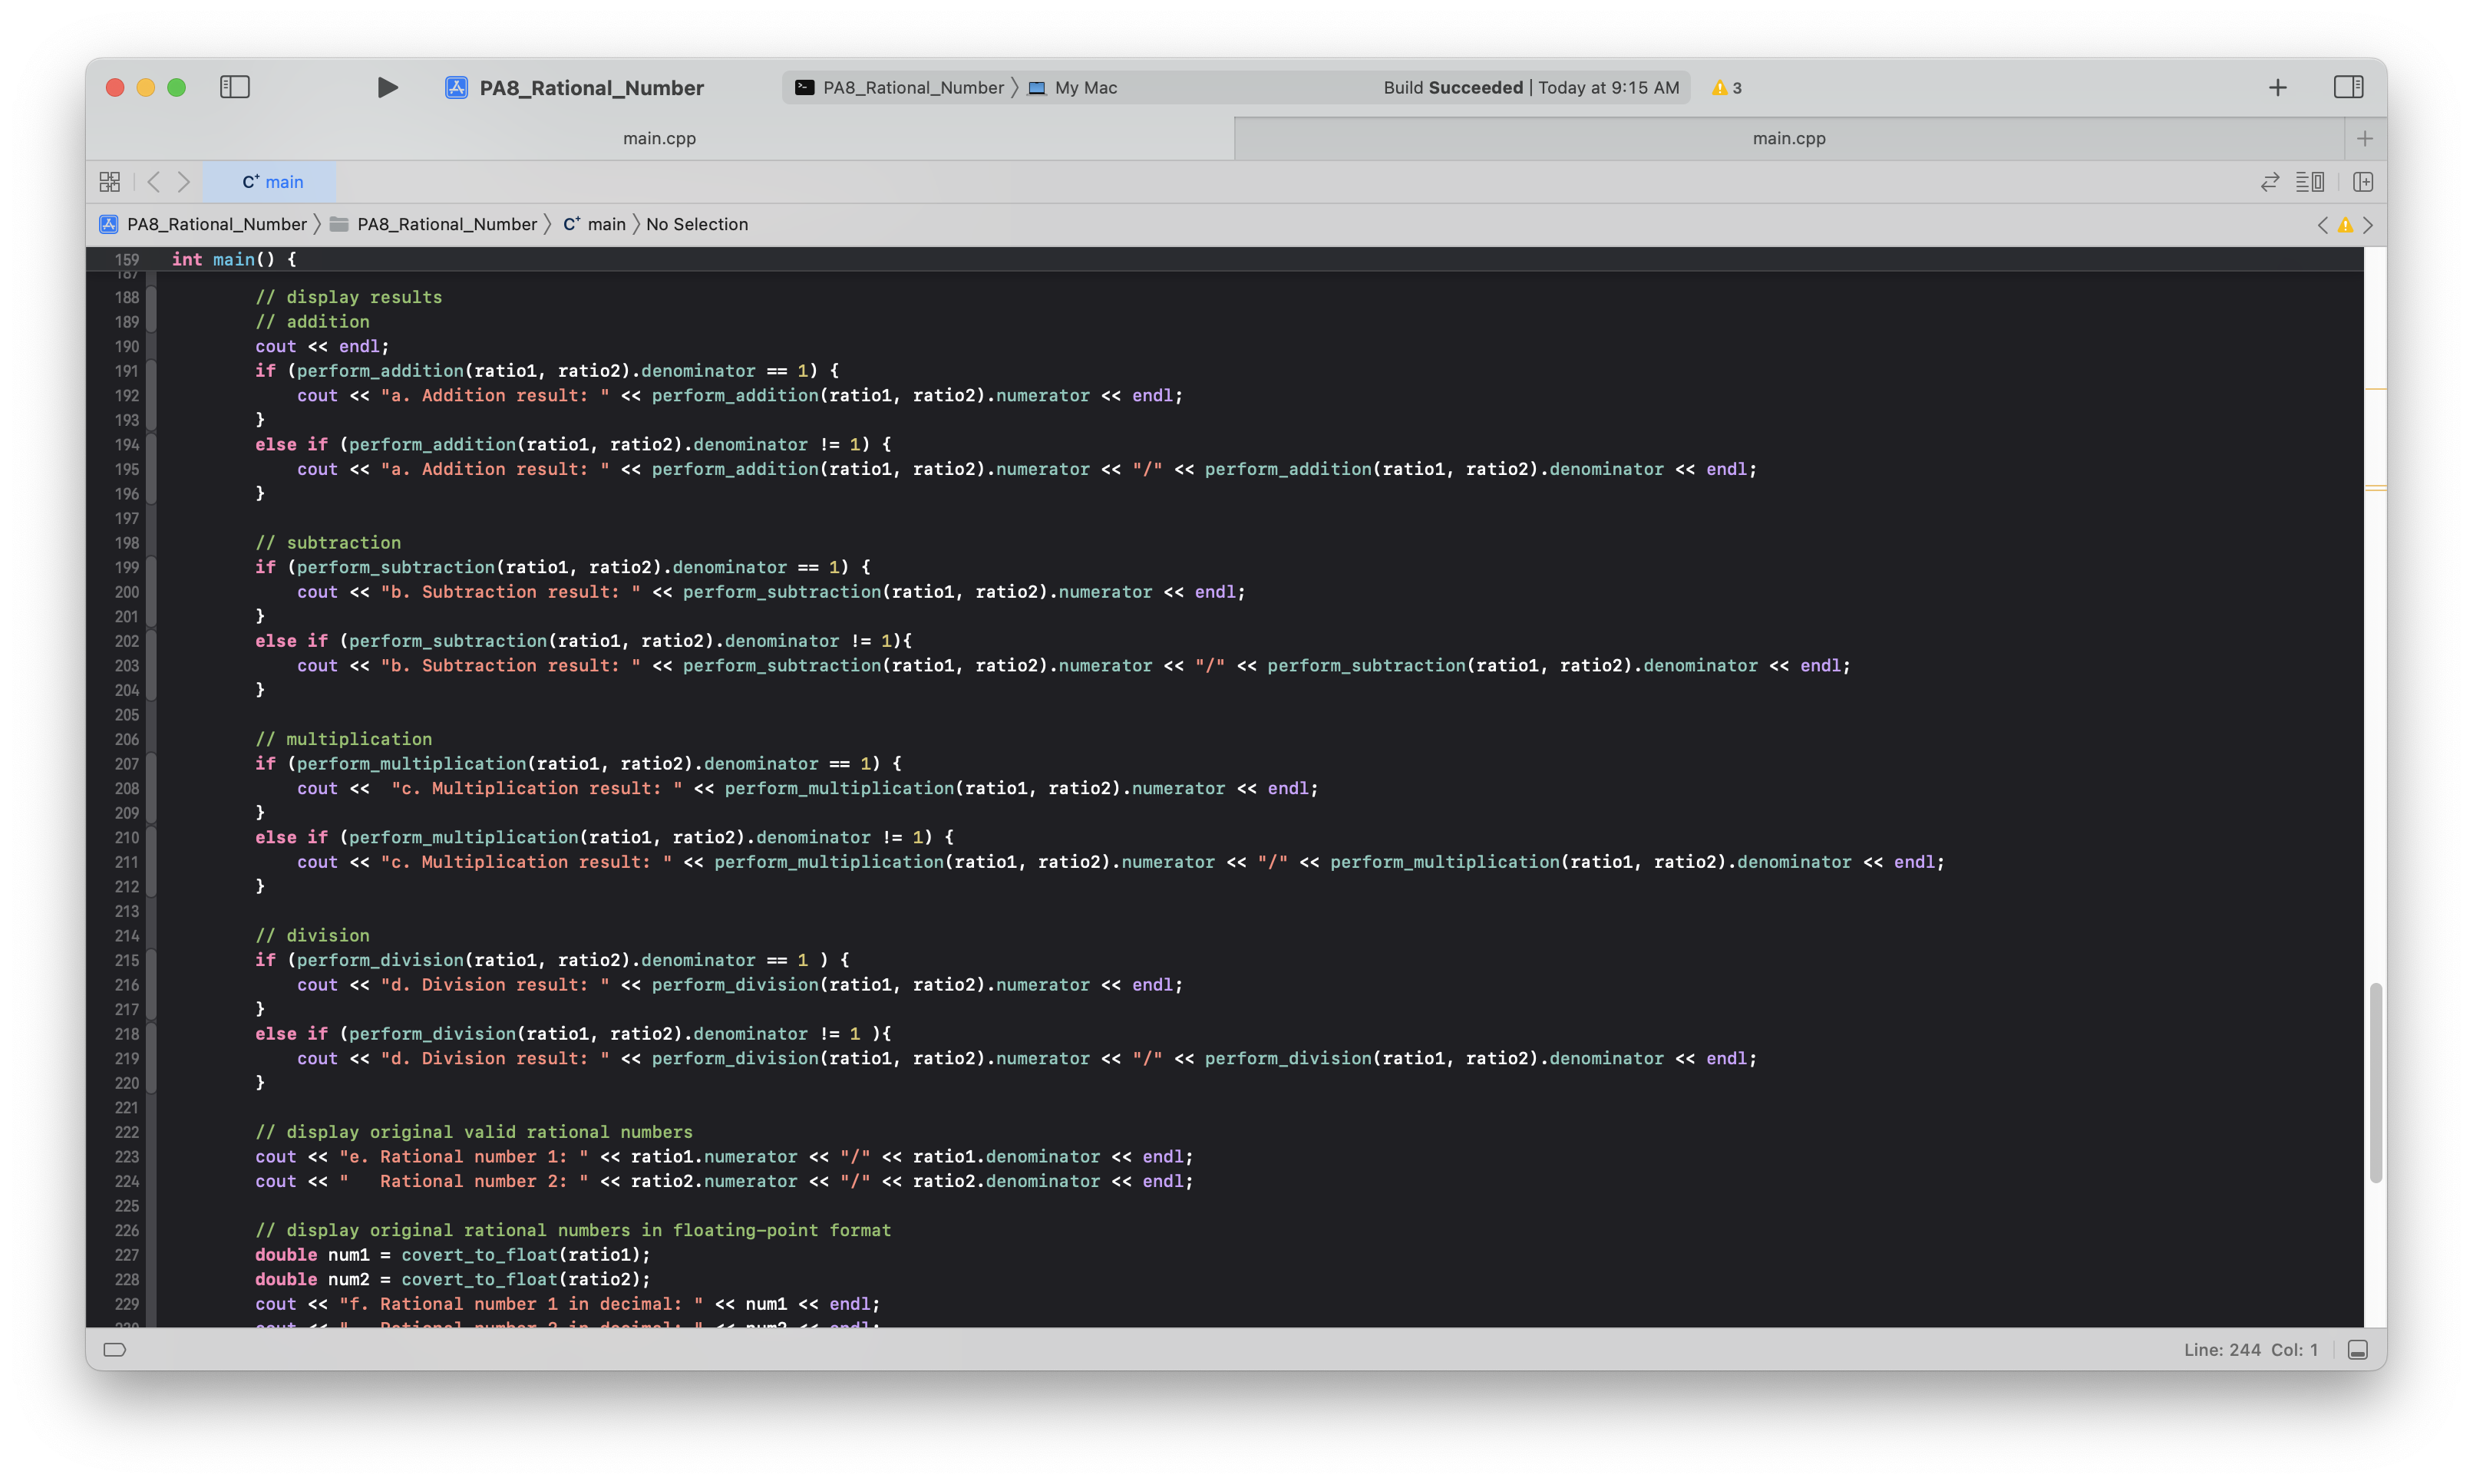 PA8_Rational_Number PA8_Rational_Number 〉 My Mac Build Succeeded | Today at 9:15 AM 3
main.cpp main.cpp
C+ main
PA8_Rational_Number 〉 PA8_Rational_Number 〉 C+ main 〉 No Selection
159 int main() {
187
188 // display results
189 // addition
190 cout << endl;
191 if (perform_addition(ratio1, ratio2).denominator == 1) {
192 cout << "a. Addition result: " << perform_addition(ratio1, ratio2).numerator << endl;
193 }
194 else if (perform_addition(ratio1, ratio2).denominator != 1) {
195 cout << "a. Addition result: " << perform_addition(ratio1, ratio2).numerator << "/" << perform_addition(ratio1, ratio2).denominator << endl;
196 }
197
198 // subtraction
199 if (perform_subtraction(ratio1, ratio2).denominator == 1) {
200 cout << "b. Subtraction result: " << perform_subtraction(ratio1, ratio2).numerator << endl;
201 }
202 else if (perform_subtraction(ratio1, ratio2).denominator != 1){
203 cout << "b. Subtraction result: " << perform_subtraction(ratio1, ratio2).numerator << "/" << perform_subtraction(ratio1, ratio2).denominator << endl;
204 }
205
206 // multiplication
207 if (perform_multiplication(ratio1, ratio2).denominator == 1) {
208 cout <<  "c. Multiplication result: " << perform_multiplication(ratio1, ratio2).numerator << endl;
209 }
210 else if (perform_multiplication(ratio1, ratio2).denominator != 1) {
211 cout << "c. Multiplication result: " << perform_multiplication(ratio1, ratio2).numerator << "/" << perform_multiplication(ratio1, ratio2).denominator << endl;
212 }
213
214 // division
215 if (perform_division(ratio1, ratio2).denominator == 1 ) {
216 cout << "d. Division result: " << perform_division(ratio1, ratio2).numerator << endl;
217 }
218 else if (perform_division(ratio1, ratio2).denominator != 1 ){
219 cout << "d. Division result: " << perform_division(ratio1, ratio2).numerator << "/" << perform_division(ratio1, ratio2).denominator << endl;
220 }
221
222 // display original valid rational numbers
223 cout << "e. Rational number 1: " << ratio1.numerator << "/" << ratio1.denominator << endl;
224 cout << "   Rational number 2: " << ratio2.numerator << "/" << ratio2.denominator << endl;
225
226 // display original rational numbers in floating-point format
227 double num1 = covert_to_float(ratio1);
228 double num2 = covert_to_float(ratio2);
229 cout << "f. Rational number 1 in decimal: " << num1 << endl;
230 cout << "   Rational number 2 in decimal: " << num2 << endl;
Line: 244 Col: 1